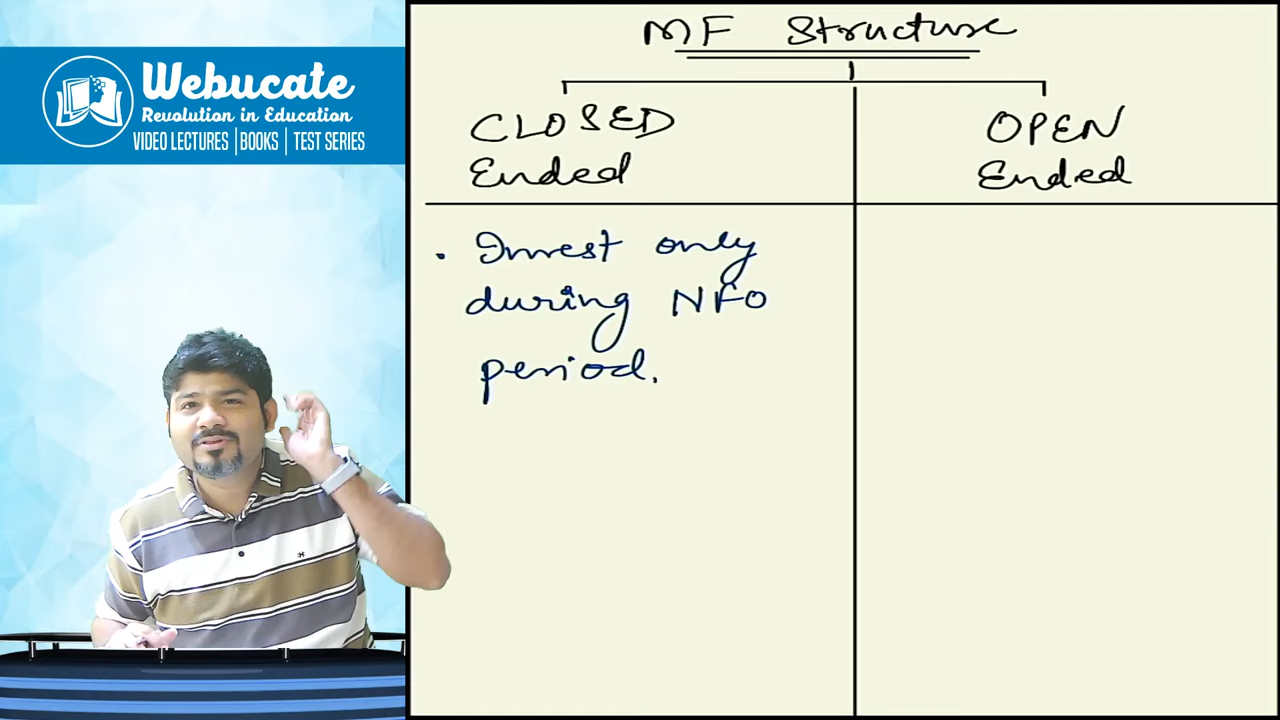 Webucate
Revolution in Education
VIDEO LECTURES | BOOKS | TEST SERIES
MF Structure
CLOSED
Ended
OPEN
Ended
. Invest only
during NFO
period.